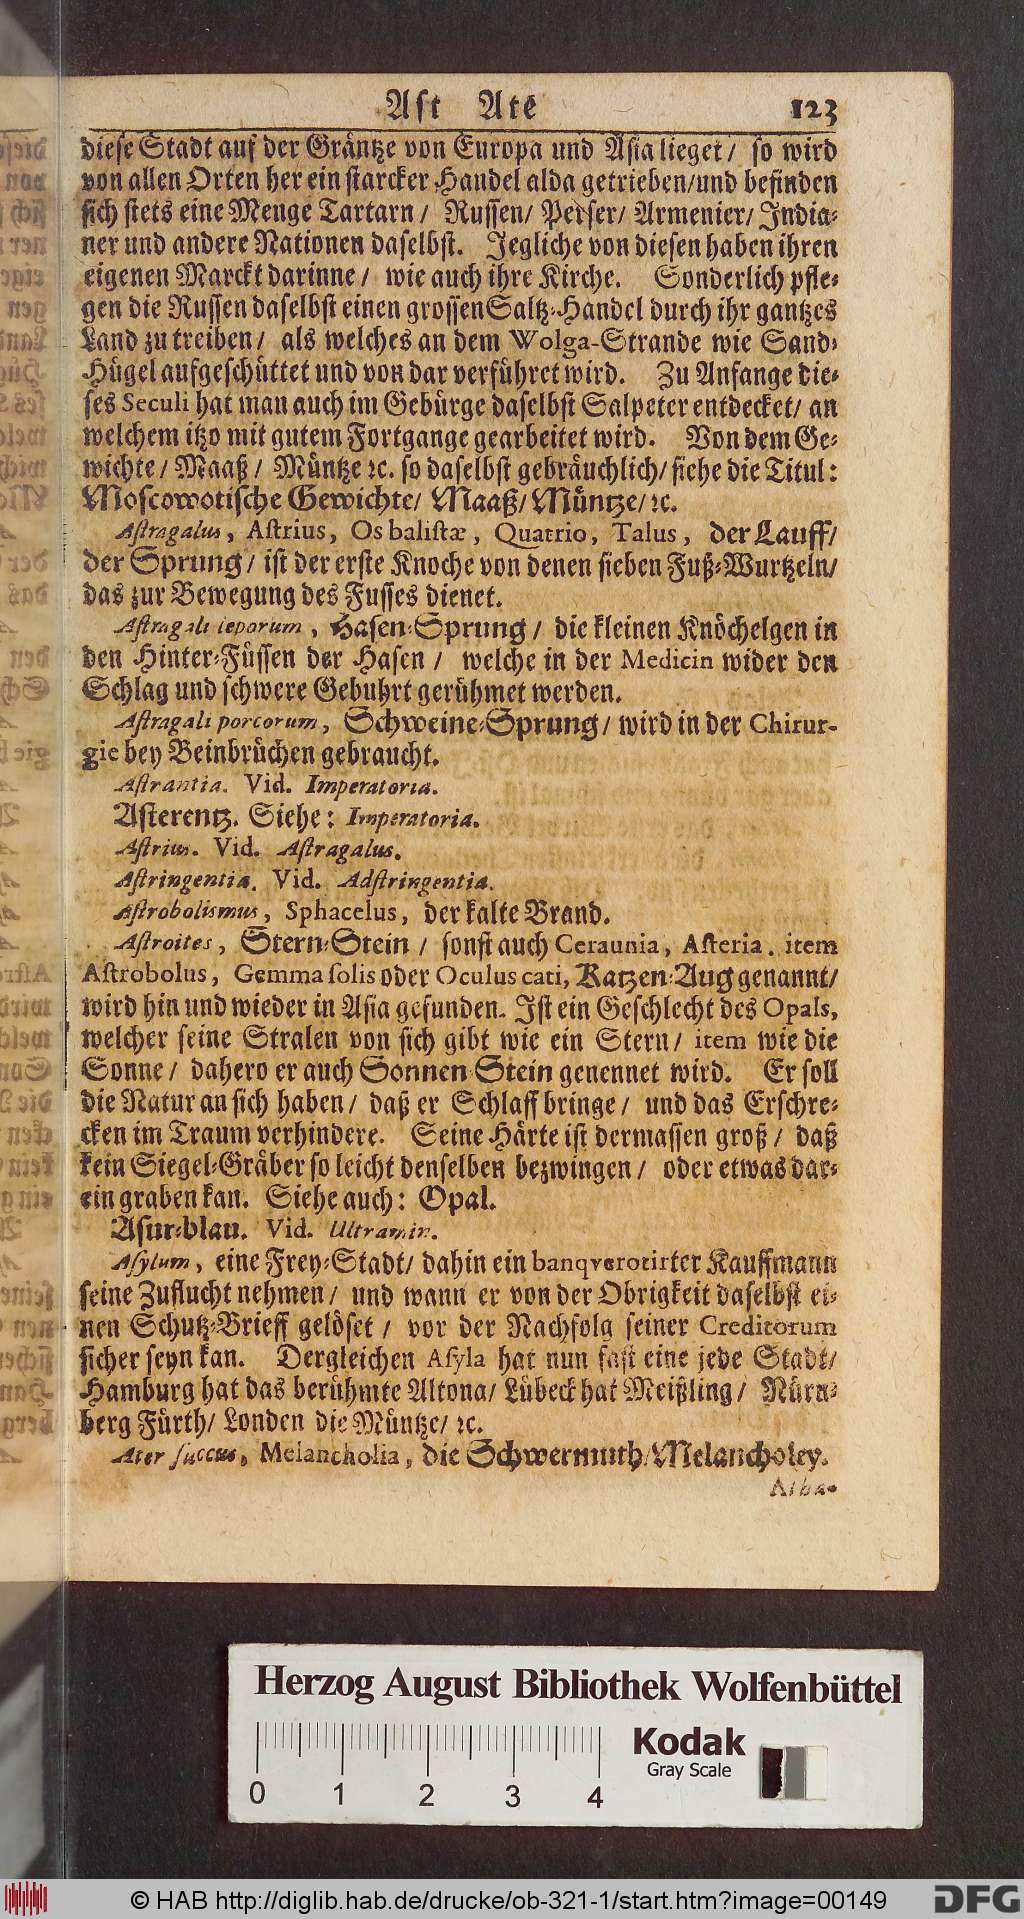 Ast Ate 123
diese Stadt auf der Gräntze von Europa und Asia lieget / so wird
von allen Orten her ein starcker Handel alda getrieben/und befinden
sich stets eine Menge Tartarn / Russen/ Perser/ Armenier/ India-
ner und andere Nationen daselbst. Jegliche von diesen haben ihren
eigenen Marckt darinne / wie auch ihre Kirche. Sonderlich pfle-
gen die Russen daselbst einen grossen Saltz-Handel durch ihr gantzes
Land zu treiben / als welches an dem Wolga-Strande wie Sand-
Hügel aufgeschüttet und von dar verführet wird. Zu Anfange die-
ses Seculi hat man auch im Gebürge daselbst Salpeter entdecket/ an
welchem itzo mit gutem Fortgange gearbeitet wird. Von dem Ge-
wichte / Maaß / Müntze ꝛc. so daselbst gebräuchlich/ siehe die Titul:
Moscowotische Gewichte/ Maaß/ Müntze/ ꝛc.
Astragalus, Astrius, Os balistæ, Quatrio, Talus, der Lauff/
der Sprung / ist der erste Knoche von denen sieben Fuß-Wurtzeln/
das zur Bewegung des Fusses dienet.
Astragali leporum, Hasen-Sprung / die kleinen Knöchelgen in
den Hinter-Füssen der Hasen / welche in der Medicin wider den
Schlag und schwere Gebuhrt gerühmet werden.
Astragali porcorum, Schweine-Sprung / wird in der Chirur-
gie bey Beinbrüchen gebraucht.
Astrantia. Vid. Imperatoria.
Asterentz. Siehe: Imperatoria.
Astrius. Vid. Astragalus.
Astringentia. Vid. Adstringentia.
Astrobolismus, Sphacelus, der kalte Brand.
Astroites, Stern-Stein / sonst auch Ceraunia, Asteria. item
Astrobolus, Gemma solis oder Oculus cati, Katzen-Aug genannt/
wird hin und wieder in Asia gefunden. Ist ein Geschlecht des Opals,
welcher seine Stralen von sich gibt wie ein Stern / item wie die
Sonne / dahero er auch Sonnen-Stein genennet wird. Er soll
die Natur an sich haben / daß er Schlaff bringe / und das Erschre-
cken im Traum verhindere. Seine Härte ist dermassen groß / daß
kein Siegel-Gräber so leicht denselben bezwingen / oder etwas dar-
ein graben kan. Siehe auch: Opal.
Asur-blau. Vid. Ultramin.
Asylum, eine Frey-Stadt/ dahin ein banqverotirter Kauffmann
seine Zuflucht nehmen / und wann er von der Obrigkeit daselbst ei-
nen Schutz-Brieff gelöset / vor der Nachfolg seiner Creditorum
sicher seyn kan. Dergleichen Asyla hat nun fast eine jede Stadt/
Hamburg hat das berühmte Altona/ Lübeck hat Meißling / Nürn-
berg Fürth/ Londen die Müntze/ ꝛc.
Ater succus, Melancholia, die Schwermuth/ Melancholey.
Herzog August Bibliothek Wolfenbüttel
Kodak
Gray Scale
0 1 2 3 4
© HAB http://diglib.hab.de/drucke/ob-321-1/start.htm?image=00149
DFG